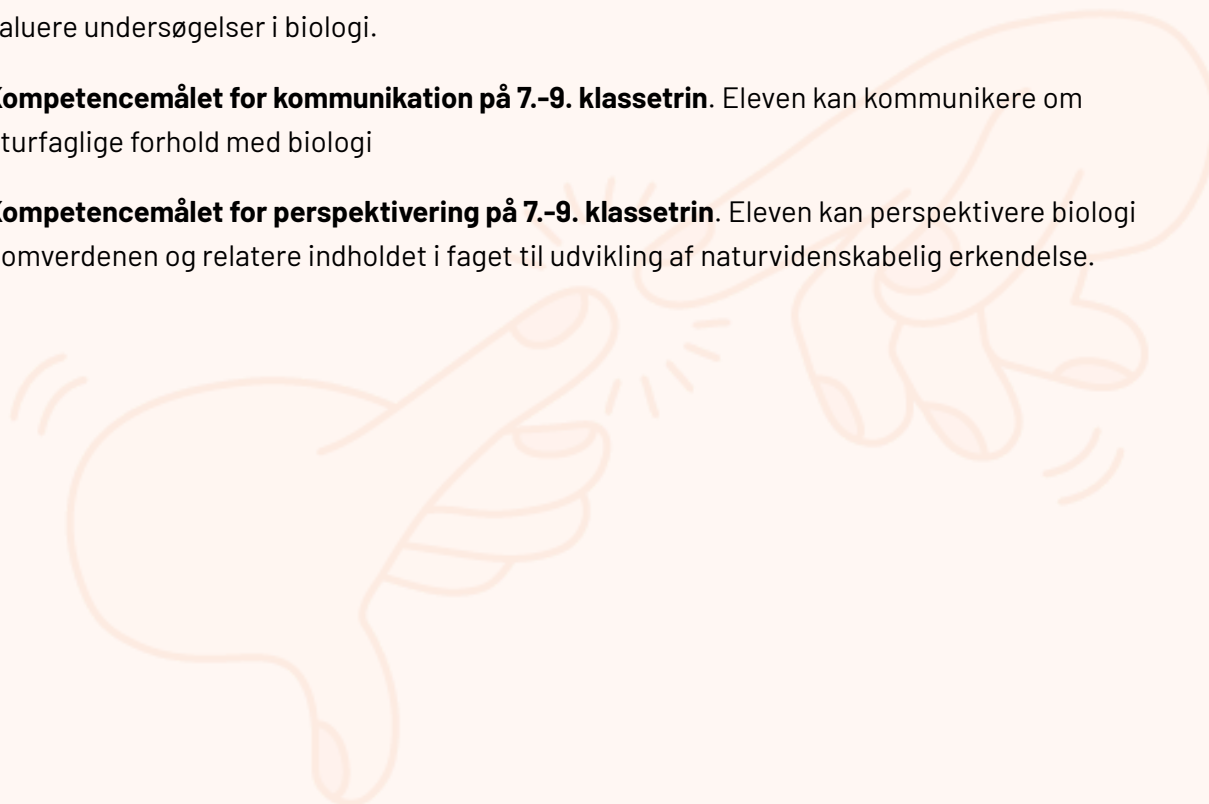 aluere undersøgelser i biologi.
Kompetencemålet for kommunikation på 7.-9. klassetrin. Eleven kan kommunikere om
turfaglige forhold med biologi
Kompetencemålet for perspektivering på 7.-9. klassetrin. Eleven kan perspektivere biologi
omverdenen og relatere indholdet i faget til udvikling af naturvidenskabelig erkendelse.